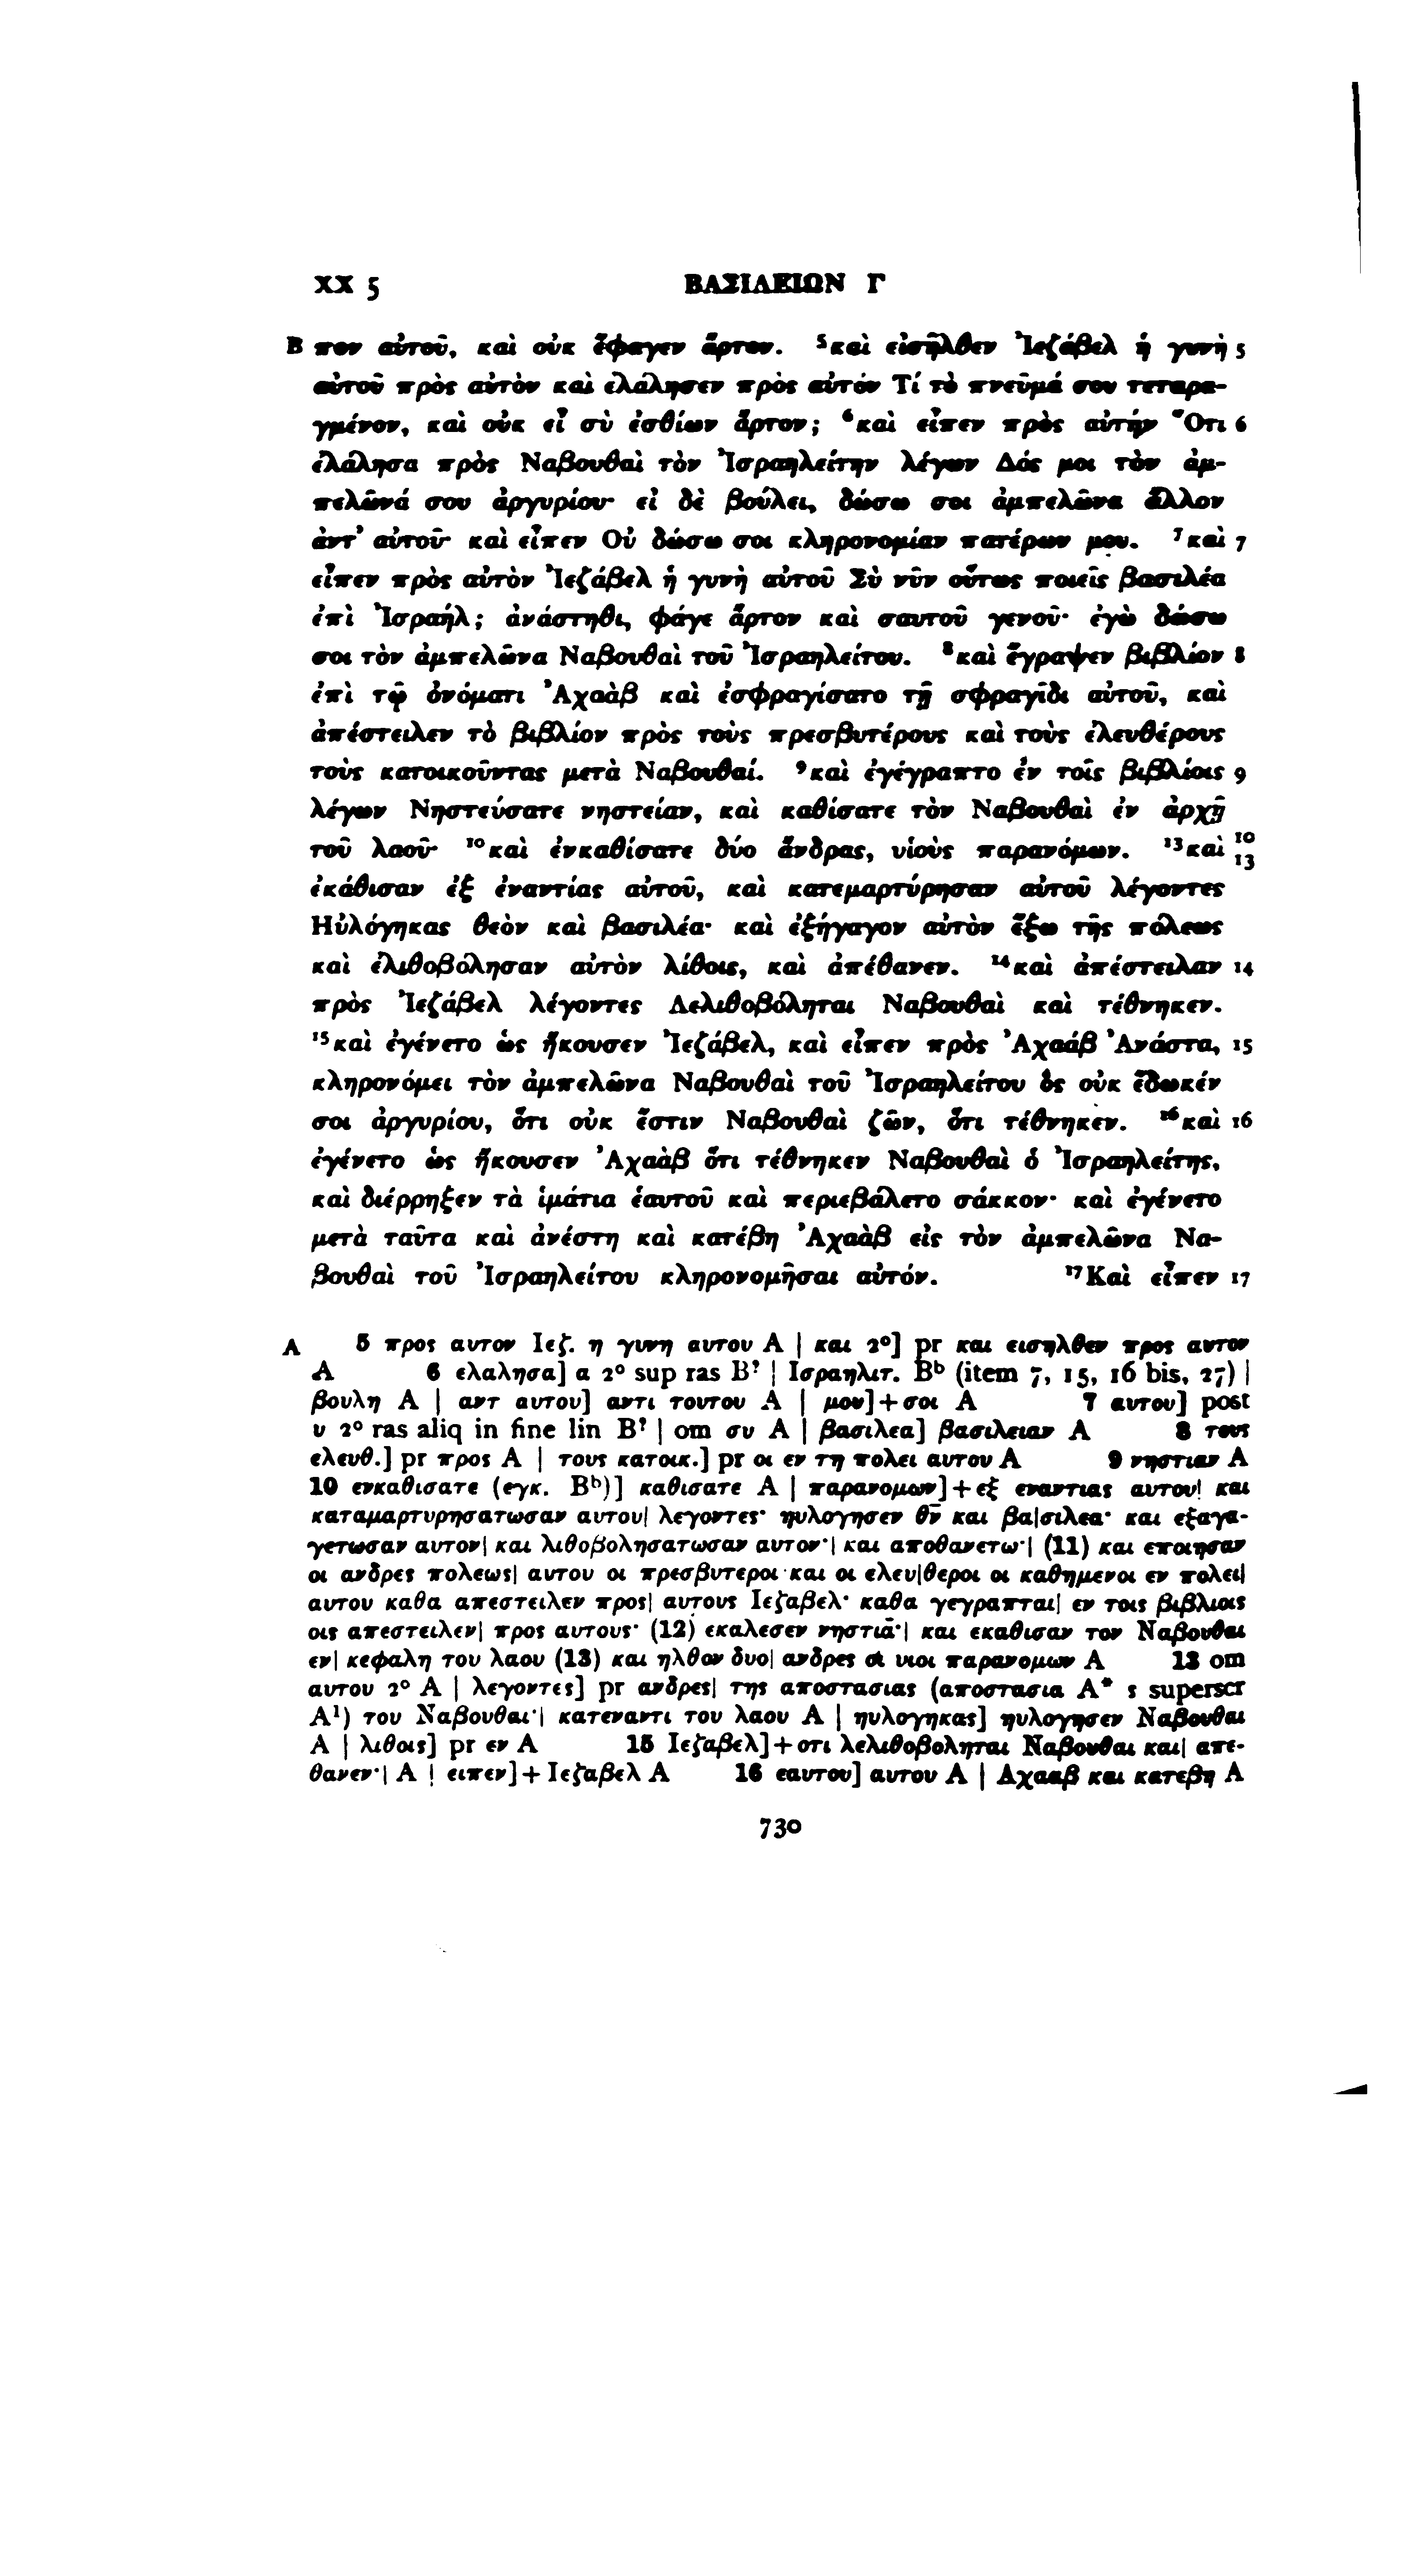 XX 5 ΒΑΣΙΛΕΙΩΝ Γ
B πον αὐτοῦ, καὶ οὐκ ἔφαγεν ἄρτον. ⁵καὶ εἰσῆλθεν Ἰεζάβελ ἡ γυνὴ 5
αὐτοῦ πρὸς αὐτὸν καὶ ἐλάλησεν πρὸς αὐτόν Τί τὸ πνεῦμά σου τεταρα-
γμένον, καὶ οὐκ εἶ σὺ ἐσθίων ἄρτον; ⁶καὶ εἶπεν πρὸς αὐτήν Ὅτι 6
ἐλάλησα πρὸς Ναβουθαὶ τὸν Ἰσραηλείτην λέγων Δός μοι τὸν ἀμ-
πελῶνά σου ἀργυρίου· εἰ δὲ βούλει, δώσω σοι ἀμπελῶνα ἄλλον
ἀντ᾽ αὐτοῦ· καὶ εἶπεν Οὐ δώσω σοι κληρονομίαν πατέρων μου. ⁷καὶ 7
εἶπεν πρὸς αὐτὸν Ἰεζάβελ ἡ γυνὴ αὐτοῦ Σὺ νῦν οὕτως ποιεῖς βασιλέα
ἐπὶ Ἰσραήλ; ἀνάστηθι, φάγε ἄρτον καὶ σαυτοῦ γενοῦ· ἐγὼ δώσω
σοι τὸν ἀμπελῶνα Ναβουθαὶ τοῦ Ἰσραηλείτου. ⁸καὶ ἔγραψεν βιβλίον 8
ἐπὶ τῷ ὀνόματι Ἀχαὰβ καὶ ἐσφραγίσατο τῇ σφραγῖδι αὐτοῦ, καὶ
ἀπέστειλεν τὸ βιβλίον πρὸς τοὺς πρεσβυτέρους καὶ τοὺς ἐλευθέρους
τοὺς κατοικοῦντας μετὰ Ναβουθαί. ⁹καὶ ἐγέγραπτο ἐν τοῖς βιβλίοις 9
λέγων Νηστεύσατε νηστείαν, καὶ καθίσατε τὸν Ναβουθαὶ ἐν ἀρχῇ
τοῦ λαοῦ· ¹⁰καὶ ἐνκαθίσατε δύο ἄνδρας, υἱοὺς παρανόμων. ¹³καὶ 10 13
ἐκάθισαν ἐξ ἐναντίας αὐτοῦ, καὶ κατεμαρτύρησαν αὐτοῦ λέγοντες
Ηὐλόγηκας θεὸν καὶ βασιλέα· καὶ ἐξήγαγον αὐτὸν ἔξω τῆς πόλεως
καὶ ἐλιθοβόλησαν αὐτὸν λίθοις, καὶ ἀπέθανεν. ¹⁴καὶ ἀπέστειλαν 14
πρὸς Ἰεζάβελ λέγοντες Λελιθοβόληται Ναβουθαὶ καὶ τέθνηκεν.
¹⁵καὶ ἐγένετο ὡς ἤκουσεν Ἰεζάβελ, καὶ εἶπεν πρὸς Ἀχαάβ Ἀνάστα, 15
κληρονόμει τὸν ἀμπελῶνα Ναβουθαὶ τοῦ Ἰσραηλείτου ὃς οὐκ ἔδωκέν
σοι ἀργυρίου, ὅτι οὐκ ἔστιν Ναβουθαὶ ζῶν, ὅτι τέθνηκεν. ¹⁶καὶ 16
ἐγένετο ὡς ἤκουσεν Ἀχαὰβ ὅτι τέθνηκεν Ναβουθαὶ ὁ Ἰσραηλείτης,
καὶ διέρρηξεν τὰ ἱμάτια ἑαυτοῦ καὶ περιεβάλετο σάκκον· καὶ ἐγένετο
μετὰ ταῦτα καὶ ἀνέστη καὶ κατέβη Ἀχαὰβ εἰς τὸν ἀμπελῶνα Να-
βουθαὶ τοῦ Ἰσραηλείτου κληρονομῆσαι αὐτόν. ¹⁷Καὶ εἶπεν 17
A 5 προς αυτον Ιεζ. η γυνη αυτου A | και 2°] pr και εισηλθεν προς αυτον
A 6 ελαλησα] α 2° sup ras B? | Ισραηλιτ. Bᵇ (item 7, 15, 16 bis, 27) |
βουλη A | αντ αυτου] αντι τουτου A | μου]+σοι A 7 αυτου] post
υ 2° ras aliq in fine lin B? | om συ A | βασιλεα] βασιλειαν A 8 τους
ελευθ.] pr προς A | τους κατοικ.] pr οι εν τη πολει αυτου A 9 νηστιαν A
10 ενκαθισατε (εγκ. Bᵇ)] καθισατε A | παρανομων]+εξ εναντιας αυτου| και
καταμαρτυρησατωσαν αυτου| λεγοντες· ηυλογησεν θ̅ν̅ και βα|σιλεα· και εξαγα-
γετωσαν αυτον| και λιθοβολησατωσαν αυτον·| και αποθανετω·| (11) και εποιησαν
οι ανδρες πολεως| αυτου οι πρεσβυτεροι και οι ελευ|θεροι οι καθημενοι εν πολει|
αυτου καθα απεστειλεν προς| αυτους Ιεζαβελ· καθα γεγραπται| εν τοις βιβλιοις
οις απεστειλεν| προς αυτους· (12) εκαλεσεν νηστιᾱ·| και εκαθισαν τον Ναβουθαι
εν| κεφαλη του λαου (13) και ηλθον δυο| ανδρες οι υιοι παρανομων A 13 om
αυτου 2° A | λεγοντες] pr ανδρες| της αποστασιας (αποστασια A* s superscr
A¹) του Ναβουθαι·| κατεναντι του λαου A | ηυλογηκας] ηυλογησεν Ναβουθαι
A | λιθοις] pr εν A 15 Ιεζαβελ]+οτι λελιθοβοληται Ναβουθαι και| απε-
θανεν·| A | ειπεν]+Ιεζαβελ A 16 εαυτου] αυτου A | Αχααβ και κατεβη A
730